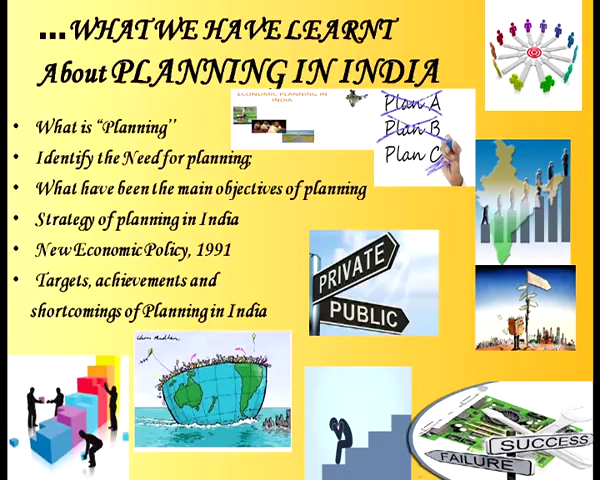 ...WHAT WE HAVE LEARNT
About PLANNING IN INDIA
ECONOMIC PLANNING IN
INDIA
Plan A
Plan B
Plan C
• What is “Planning’’
• Identify the Need for planning;
• What have been the main objectives of planning
• Strategy of planning in India
• New Economic Policy, 1991
• Targets, achievements and
shortcomings of Planning in India
PRIVATE
PUBLIC
SUCCESS
FAILURE